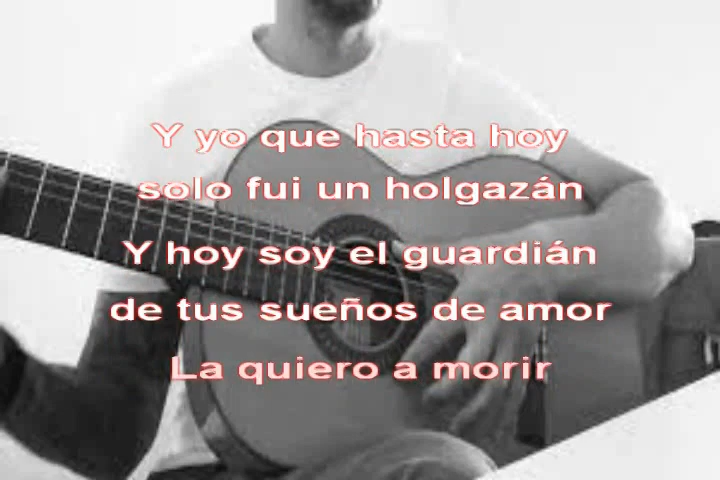 Y yo que hasta hoy
solo fui un holgazán
Y hoy soy el guardián
de tus sueños de amor
La quiero a morir